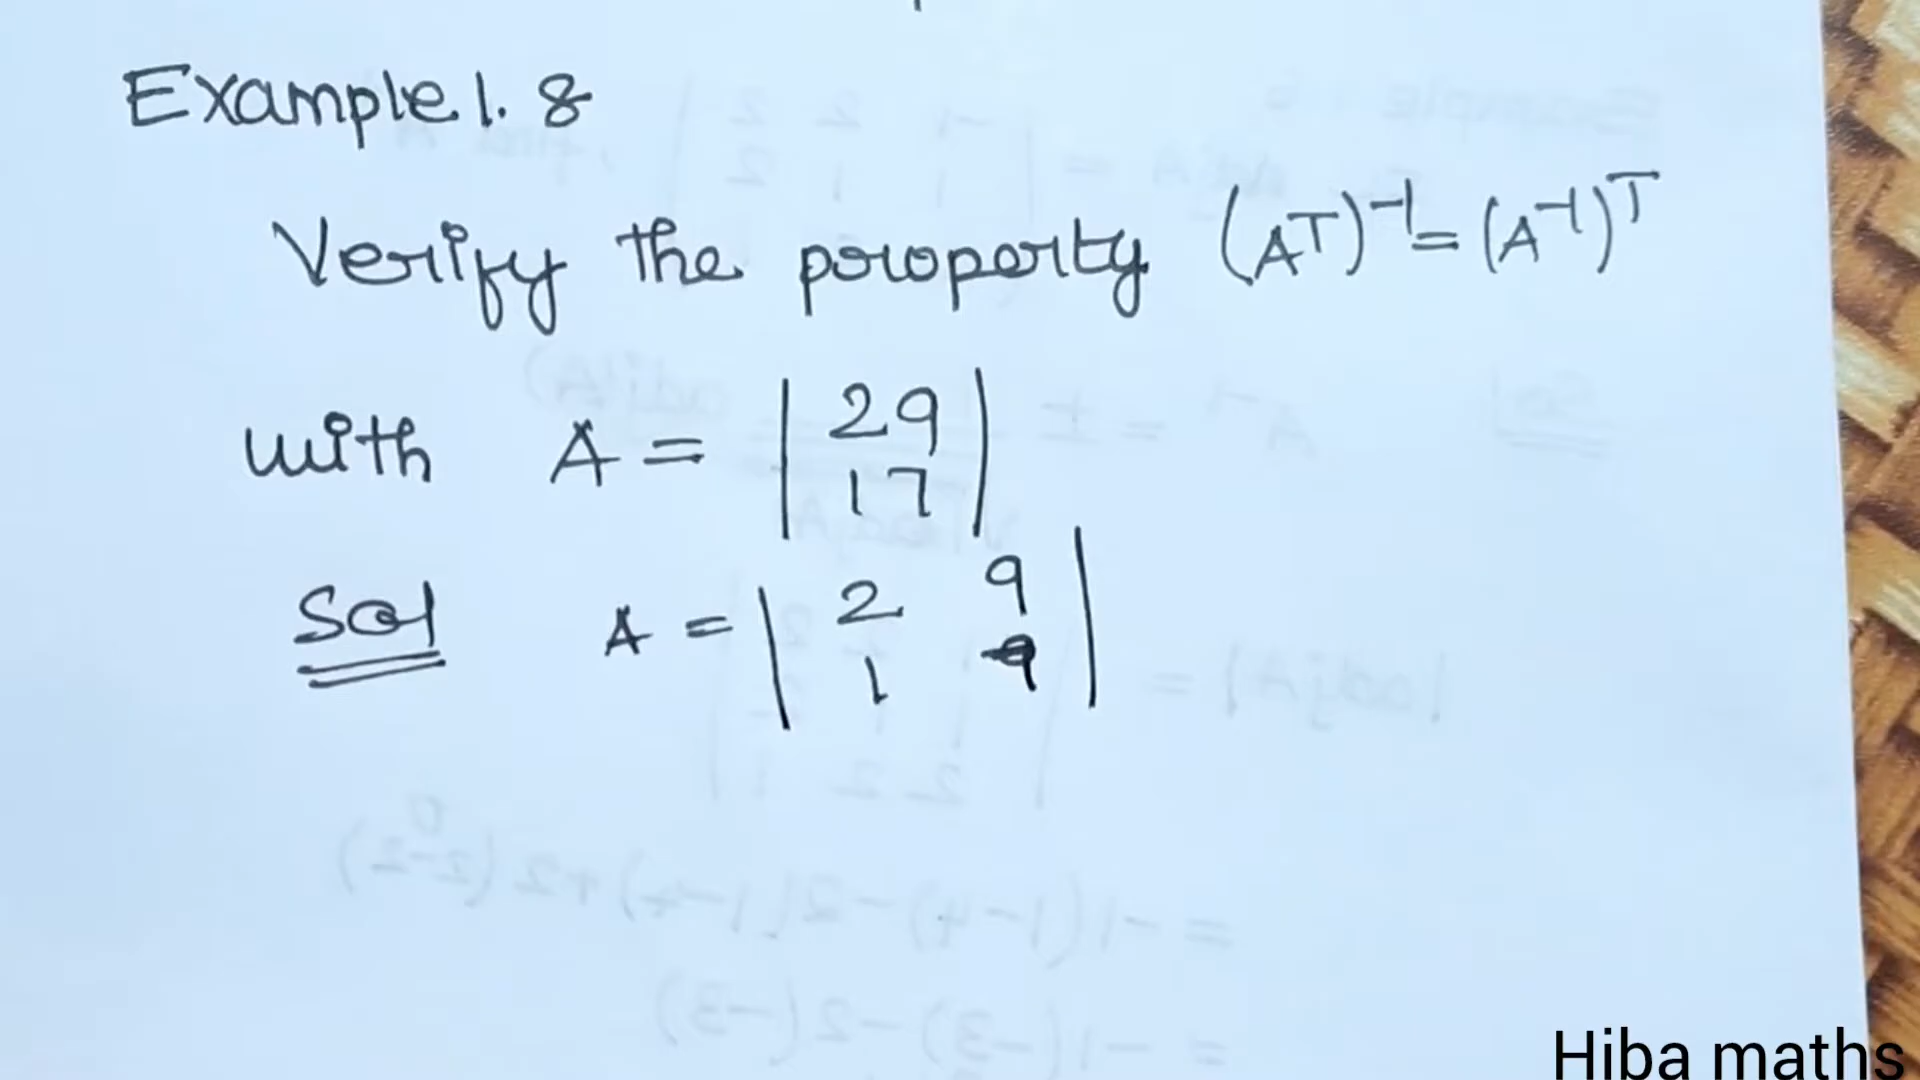 Example 1.8
Verify the property (Aᵀ)⁻¹ = (A⁻¹)ᵀ
with A = | 2 9 |
| 1 7 |
Sol A = | 2 9 |
| 1 |
Hiba maths